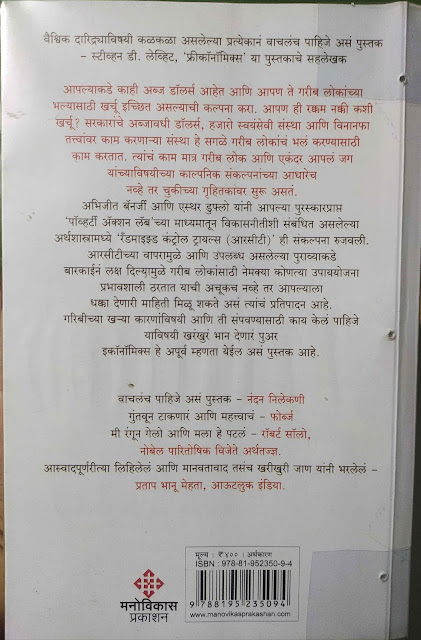 वैश्विक दारिद्र्याविषयी कळकळा असलेल्या प्रत्येकानं वाचलंच पाहिजे असं पुस्तक
– स्टीव्हन डी. लेव्हिट, 'फ्रीकॉनॉमिक्स' या पुस्तकाचे सहलेखक
आपल्याकडे काही अब्ज डॉलर्स आहेत आणि आपण ते गरीब लोकांच्या
भल्यासाठी खर्चू इच्छित असल्याची कल्पना करा. आपण ही रक्कम नक्की कशी
खर्चू? सरकारांचे अब्जावधी डॉलर्स, हजारो स्वयंसेवी संस्था आणि विनानफा
तत्त्वांवर काम करणाऱ्या संस्था हे सगळे गरीब लोकांचं भलं करण्यासाठी
काम करतात. त्यांचं काम मात्र गरीब लोक आणि एकंदर आपलं जग
यांच्याविषयीच्या काल्पनिक संकल्पनांच्या आधारेच
नव्हे तर चुकीच्या गृहितकांवर सुरू असतं.
अभिजीत बॅनर्जी आणि एस्थर डुफ्लो यांनी आपल्या पुरस्कारप्राप्त
'पॉव्हर्टी ॲक्शन लॅब'च्या माध्यमातून विकासनीतीशी संबंधित असलेल्या
अर्थशास्त्रामध्ये 'रँडमाइझ्ड कंट्रोल ट्रायल्स (आरसीटी)' ही संकल्पना रुजवली.
आरसीटीच्या वापरामुळे आणि उपलब्ध असलेल्या पुराव्याकडे
बारकाईनं लक्ष दिल्यामुळे गरीब लोकांसाठी नेमक्या कोणत्या उपाययोजना
प्रभावशाली ठरतात याची अचूकच नव्हे तर आपल्याला
धक्का देणारी माहिती मिळू शकते असं त्यांचं प्रतिपादन आहे.
गरिबीच्या खऱ्या कारणांविषयी आणि ती संपवण्यासाठी काय केलं पाहिजे
याविषयी खरंखुरं भान देणारं पुअर
इकॉनॉमिक्स हे अपूर्व म्हणता येईल असं पुस्तक आहे.
वाचलंच पाहिजे असं पुस्तक – नंदन निलेकणी
गुंतवून टाकणारं आणि महत्त्वाचं – फोर्ब्ज
मी रंगून गेलो आणि मला हे पटलं – रॉबर्ट सॉलो,
नोबेल पारितोषिक विजेते अर्थतज्ज्ञ.
आस्वादपूर्णरीत्या लिहिलेलं आणि मानवतावाद तसंच खरीखुरी जाण यांनी भरलेलं –
प्रताप भानू मेहता, आऊटलुक इंडिया.
मूल्य : ₹ ४०० : अर्थकारण
ISBN : 978-81-952350-9-4
9 788195 235094
www.manovikasprakashan.com
मनोविकास
प्रकाशन